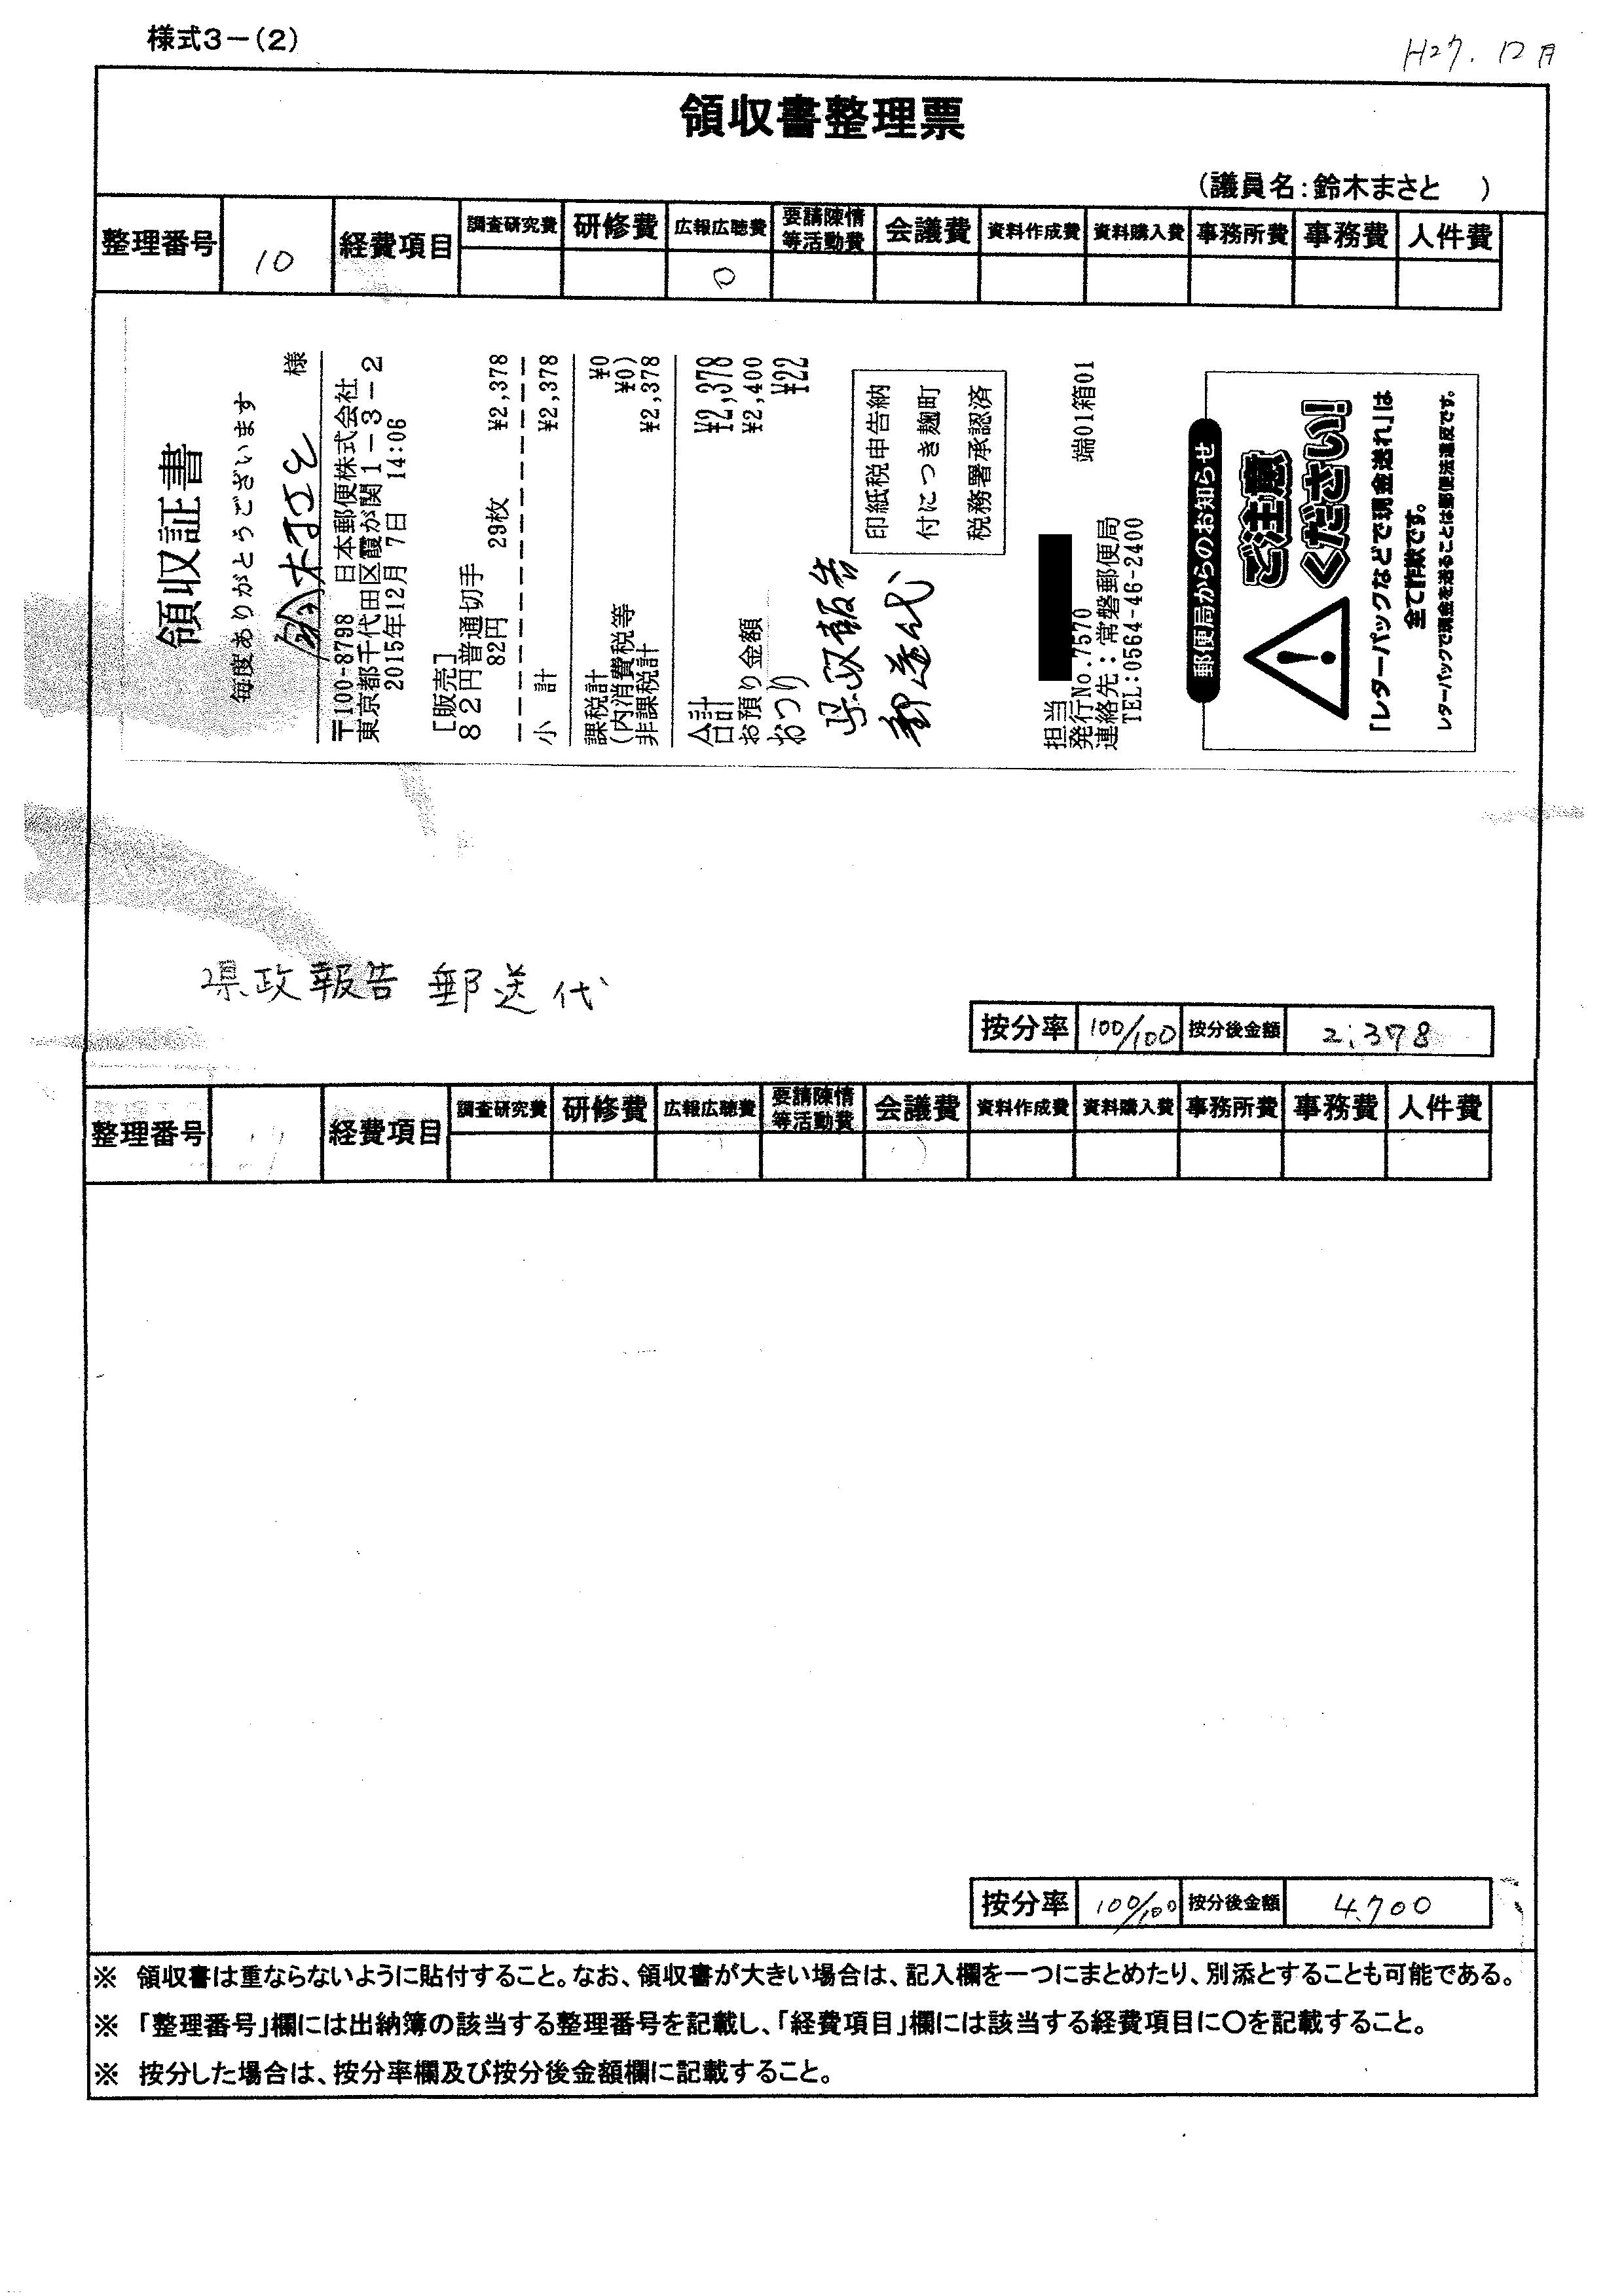 様式3-(2)
H27. 12月
領収書整理票
(議員名:鈴木まさと )
整理番号 10 経費項目 調査研究費 研修費 広報広聴費 要請陳情等活動費 会議費 資料作成費 資料購入費 事務所費 事務費 人件費
○
領収証書
毎度ありがとうございます
鈴木まさと 様
〒100-8798 日本郵便株式会社
東京都千代田区霞が関1-3-2
2015年12月 7日 14:06
[販売]
82円普通切手
82円 29枚 ¥2,378
小 計 ¥2,378
課税計 ¥0
(内消費税等 ¥0)
非課税計 ¥2,378
合計 ¥2,378
お預り金額 ¥2,400
おつり ¥22
県政報告
郵送代
印紙税申告納
付につき麹町
税務署承認済
担当
発行No.7570 端01箱01
連絡先:常磐郵便局
TEL:0564-46-2400
郵便局からのお知らせ
ご注意
ください!
「レターパックなどで現金送れ」は
全て詐欺です。
レターパックで現金を送ることは郵便法違反です。
県政報告 郵送代
按分率 100/100 按分後金額 2,378
整理番号 経費項目 調査研究費 研修費 広報広聴費 要請陳情等活動費 会議費 資料作成費 資料購入費 事務所費 事務費 人件費
按分率 100/100 按分後金額 4,700
※ 領収書は重ならないように貼付すること。なお、領収書が大きい場合は、記入欄を一つにまとめたり、別添とすることも可能である。
※ 「整理番号」欄には出納簿の該当する整理番号を記載し、「経費項目」欄には該当する経費項目に○を記載すること。
※ 按分した場合は、按分率欄及び按分後金額欄に記載すること。